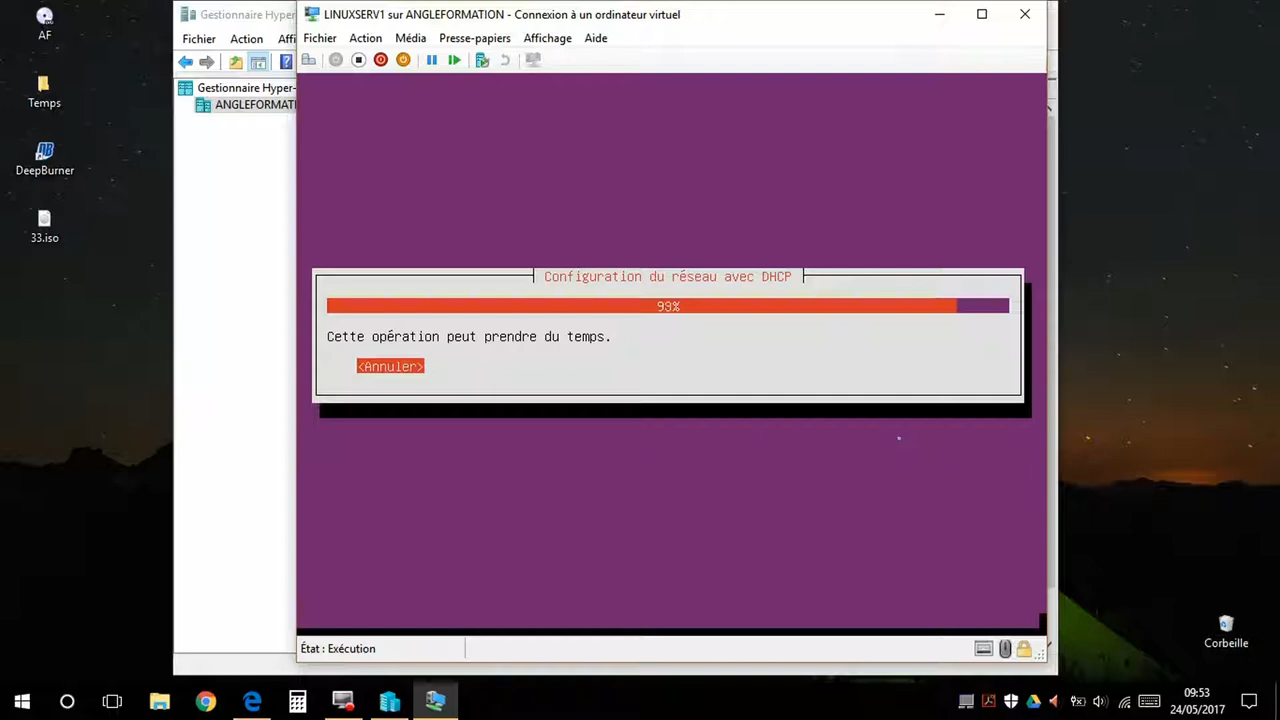 AF
Temps
DeepBurner
33.iso
Gestionnaire Hyper
Fichier
Action
Affi
Gestionnaire Hyper-
ANGLEFORMATI
LINUXSERV1 sur ANGLEFORMATION - Connexion à un ordinateur virtuel
Fichier
Action
Média
Presse-papiers
Affichage
Aide
Configuration du réseau avec DHCP
99%
Cette opération peut prendre du temps.
<Annuler>
État : Exécution
Corbeille
09:53
24/05/2017